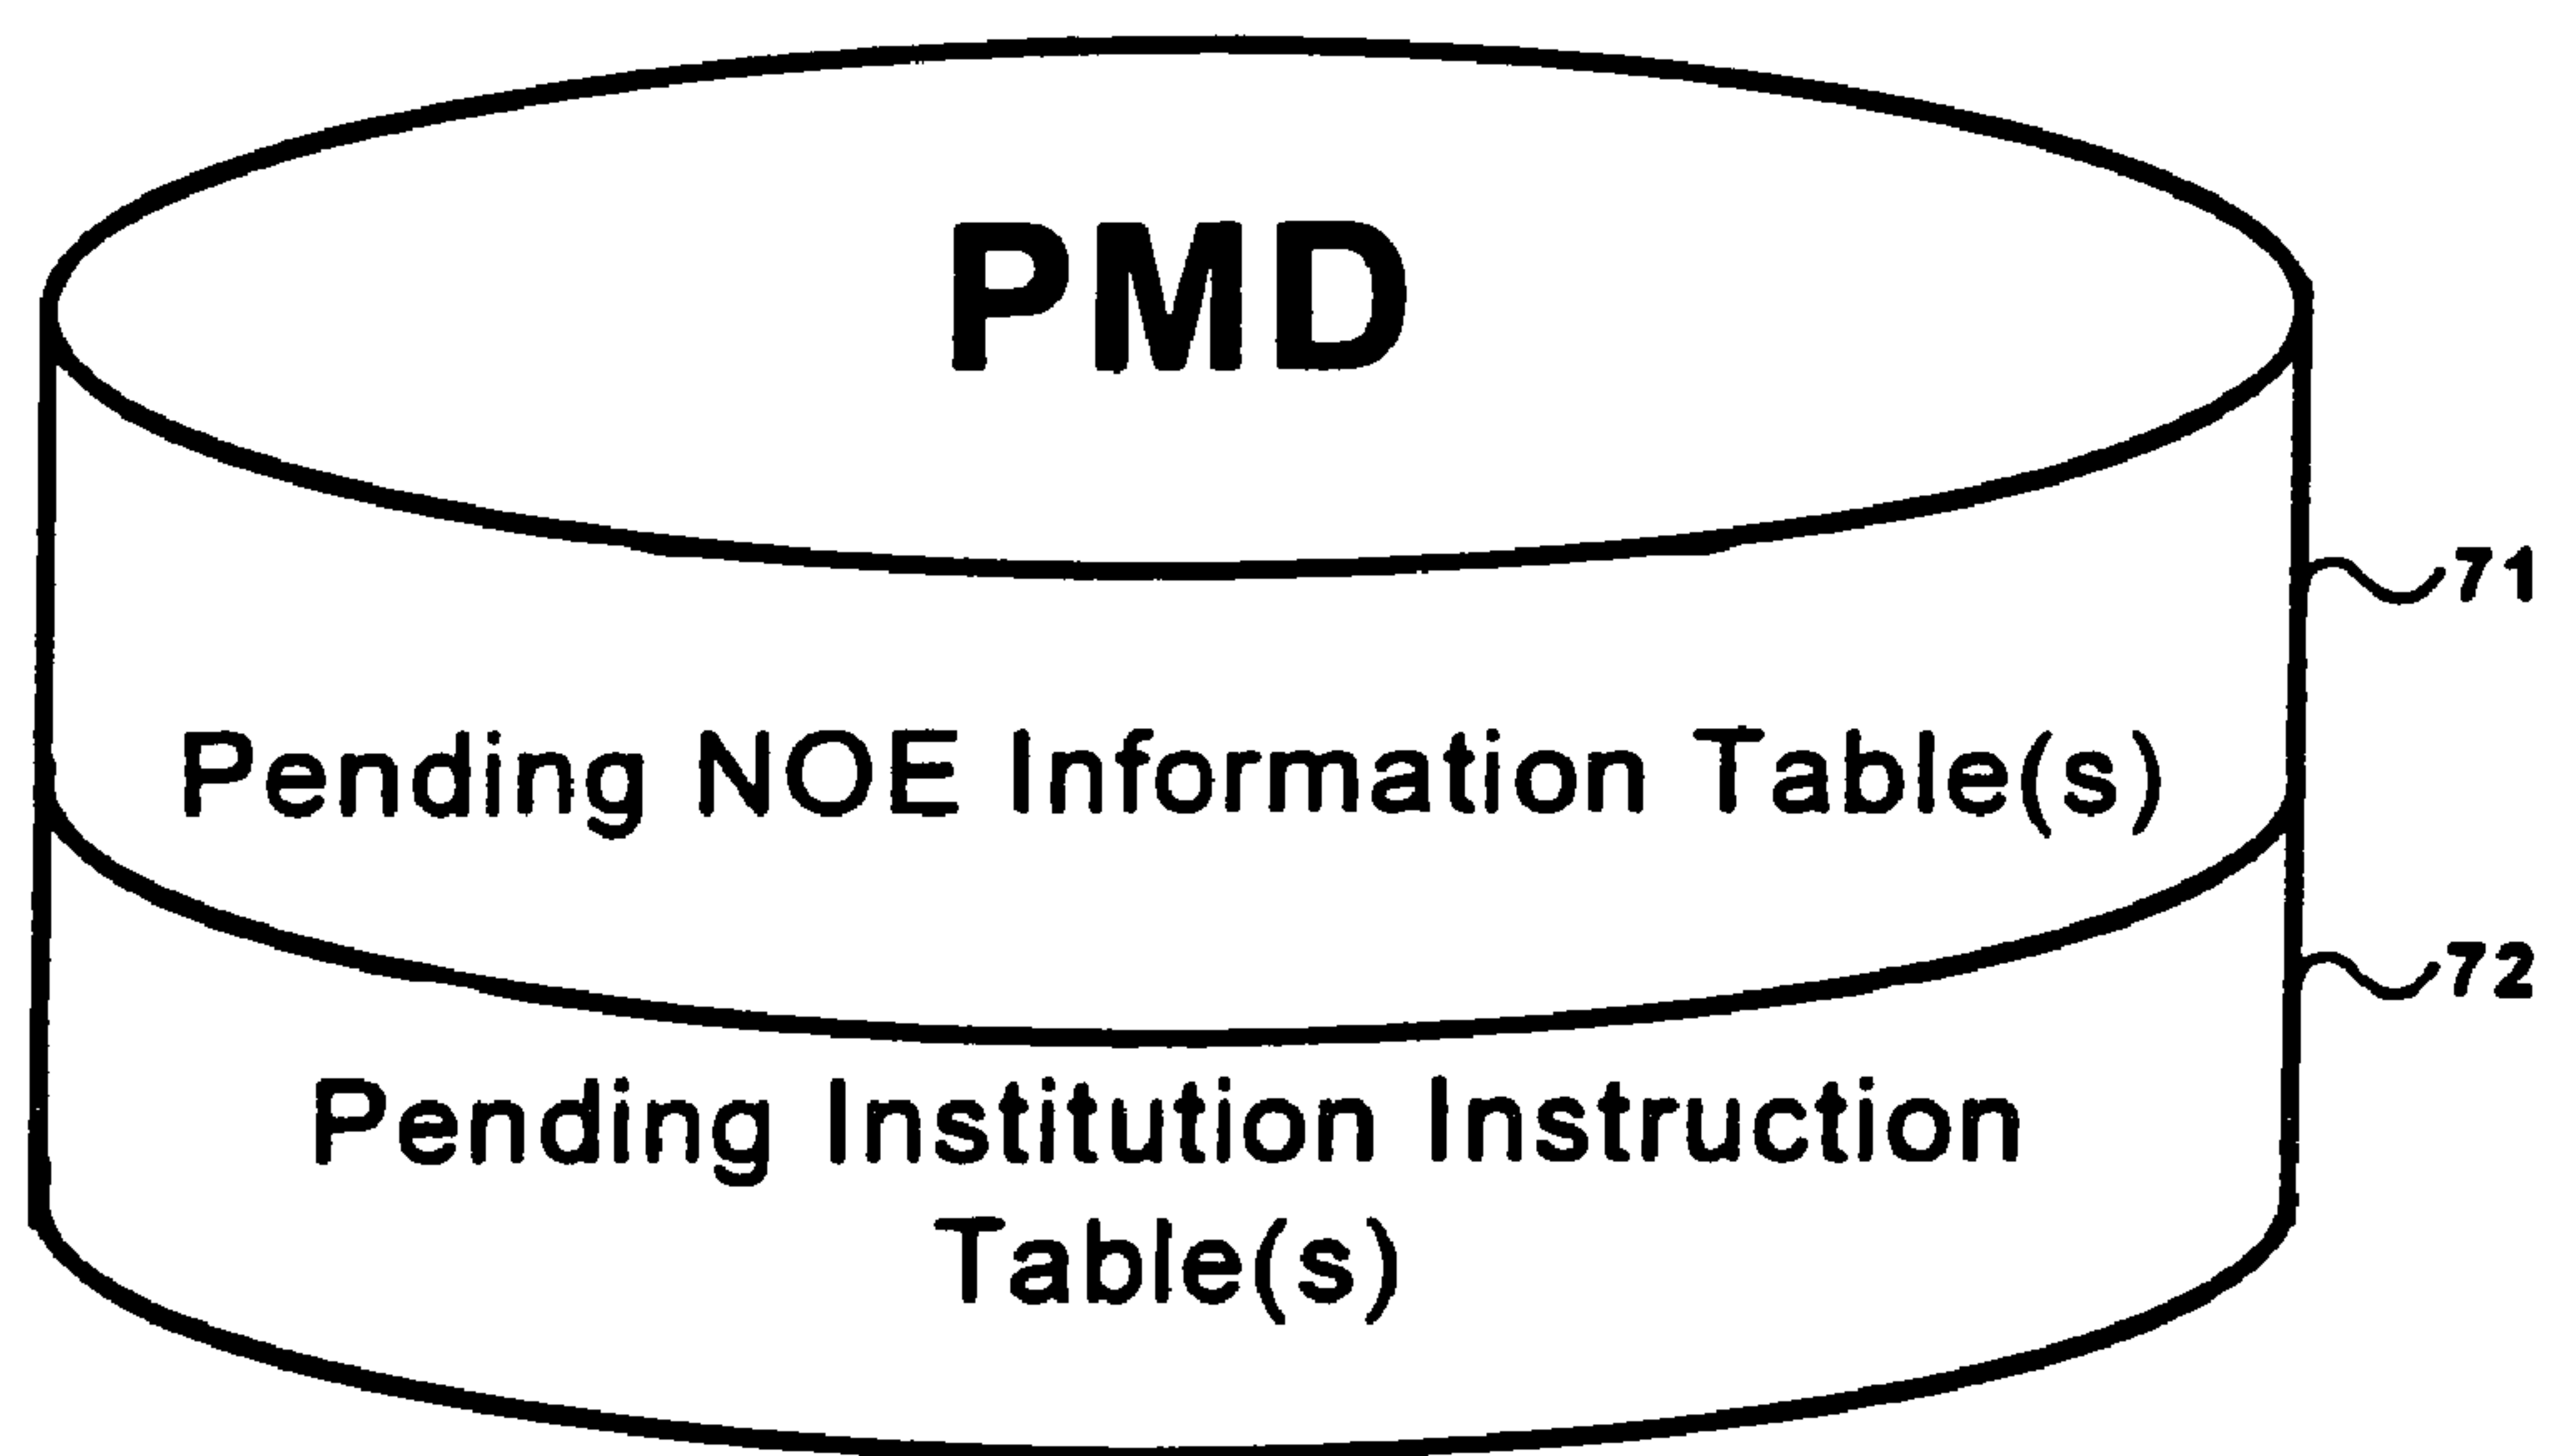 PMD
71
Pending NOE Information Table(s)
72
Pending Institution Instruction
Table(s)